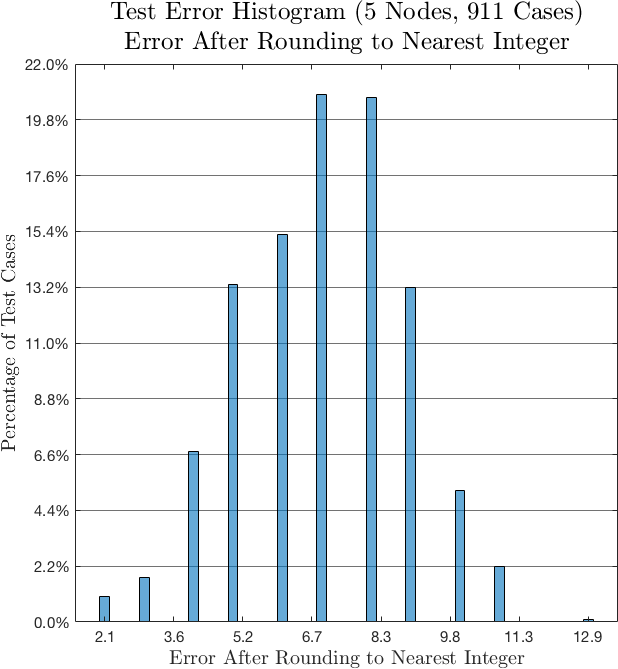 Test Error Histogram (5 Nodes, 911 Cases)
Error After Rounding to Nearest Integer
22.0%
19.8%
17.6%
15.4%
13.2%
11.0%
8.8%
6.6%
4.4%
2.2%
0.0%
Percentage of Test Cases
2.1 3.6 5.2 6.7 8.3 9.8 11.3 12.9
Error After Rounding to Nearest Integer